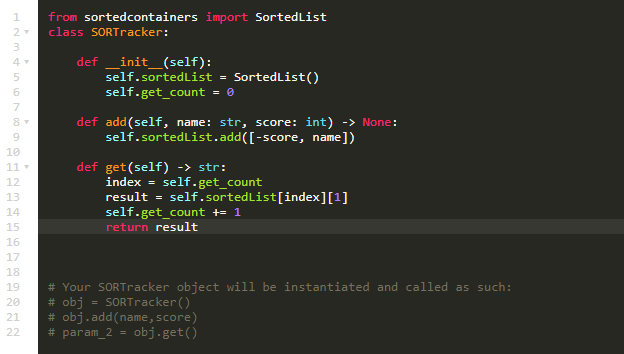 1 from sortedcontainers import SortedList
2 class SORTracker:
3
4     def __init__(self):
5         self.sortedList = SortedList()
6         self.get_count = 0
7
8     def add(self, name: str, score: int) -> None:
9         self.sortedList.add([-score, name])
10
11     def get(self) -> str:
12         index = self.get_count
13         result = self.sortedList[index][1]
14         self.get_count += 1
15         return result
16
17
18
19 # Your SORTracker object will be instantiated and called as such:
20 # obj = SORTracker()
21 # obj.add(name,score)
22 # param_2 = obj.get()